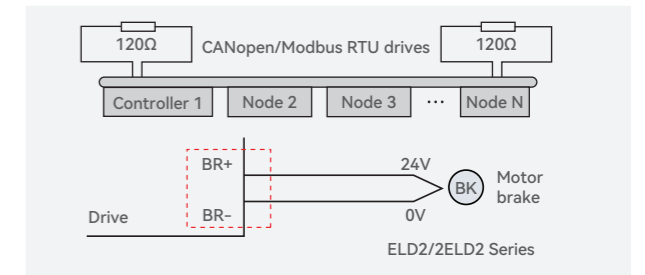 120Ω
CANopen/Modbus RTU drives
120Ω
Controller 1
Node 2
Node 3
...
Node N
BR+
24V
BK
Motor
brake
Drive
BR-
0V
ELD2/2ELD2 Series